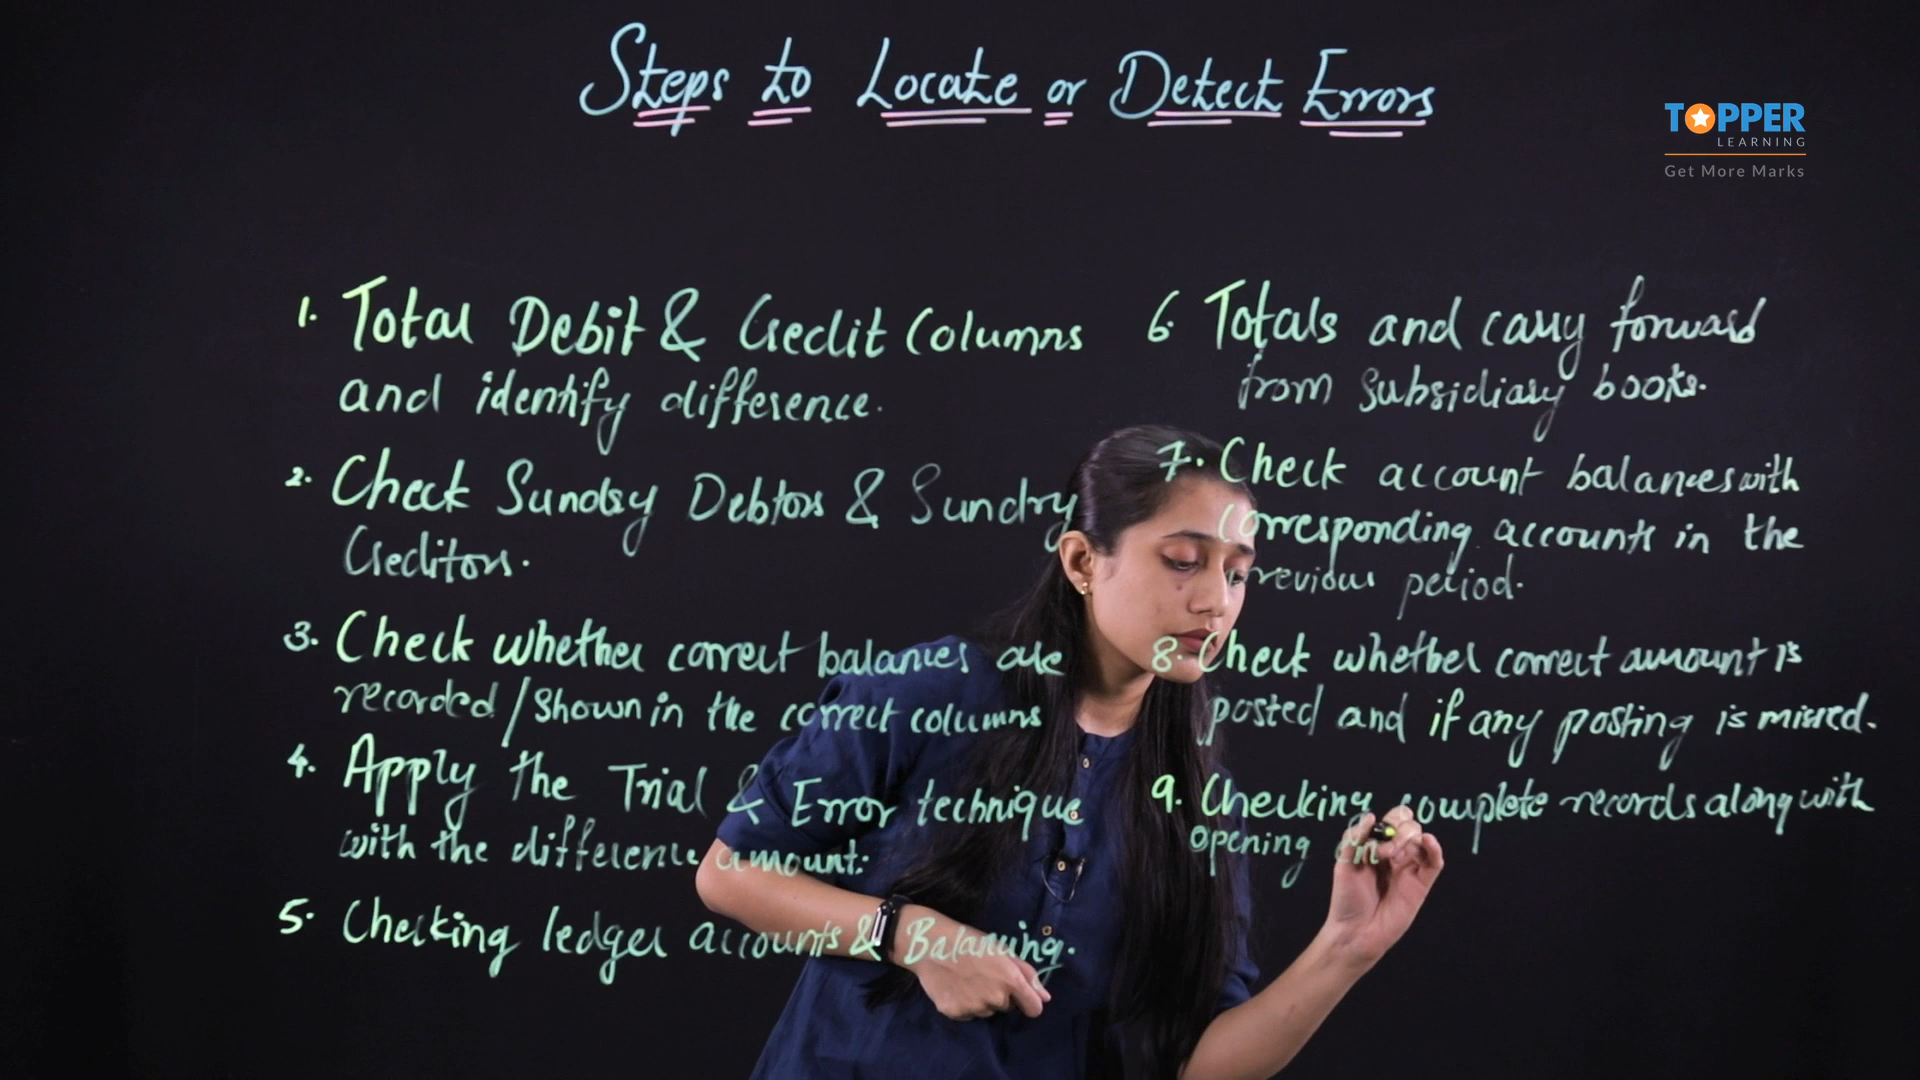 Steps to Locate or Detect Errors
TOPPER
LEARNING
Get More Marks
1. Total Debit & Credit Columns
and identify difference.
2. Check Sundry Debtors & Sundry
Creditors.
3. Check whether correct balances are
recorded/shown in the correct columns
4. Apply the Trial & Error technique
with the difference amount:
5. Checking ledger accounts & Balancing.
6. Totals and carry forward
from subsidiary books.
7. Check account balances with
corresponding accounts in the
previous period.
8. Check whether correct amount is
posted and if any posting is missed.
9. Checking complete records along with
opening